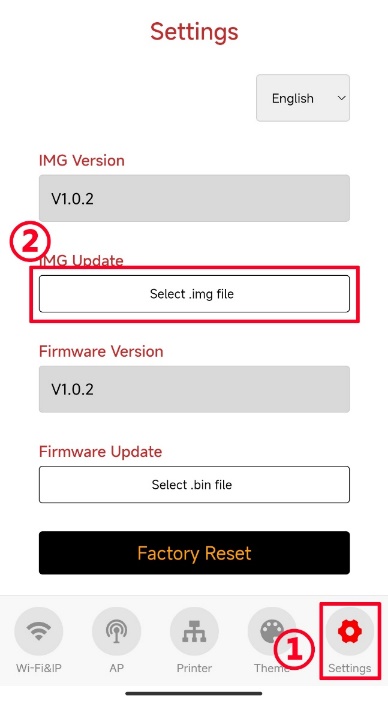 Settings
English
IMG Version
V1.0.2
②
IMG Update
Select .img file
Firmware Version
V1.0.2
Firmware Update
Select .bin file
Factory Reset
Wi-Fi&IP
AP
Printer
Theme
①
Settings